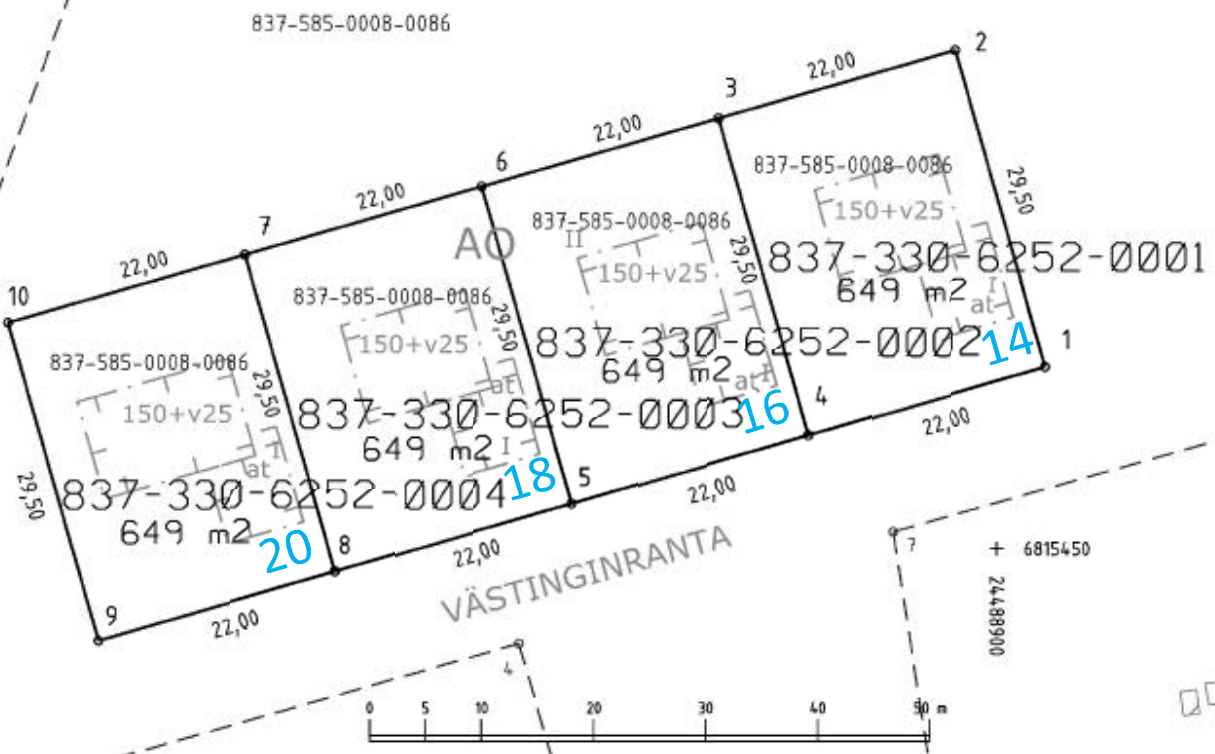 837-585-0008-0086
2
22,00
3
22,00
6
837-585-0008-0086
29,50
22,00
150+v25
7
II
837-585-0008-0086
AO
29,50
837-330-6252-0001
22,00
150+v25
649 m2
I
at
10
837-585-0008-0086
29,50
837-330-6252-0002
14
1
150+v25
649 m2
I
at
837-585-0008-0086
29,50
at
837-330-6252-0003
16
4
150+v25
649 m2
I
22,00
at
I
18
5
29,50
837-330-6252-0004
22,00
649 m2
20
8
22,00
VÄSTINGINRANTA
9
22,00
7
+ 6815450
24488900
4
0 5 10 20 30 40 50 m